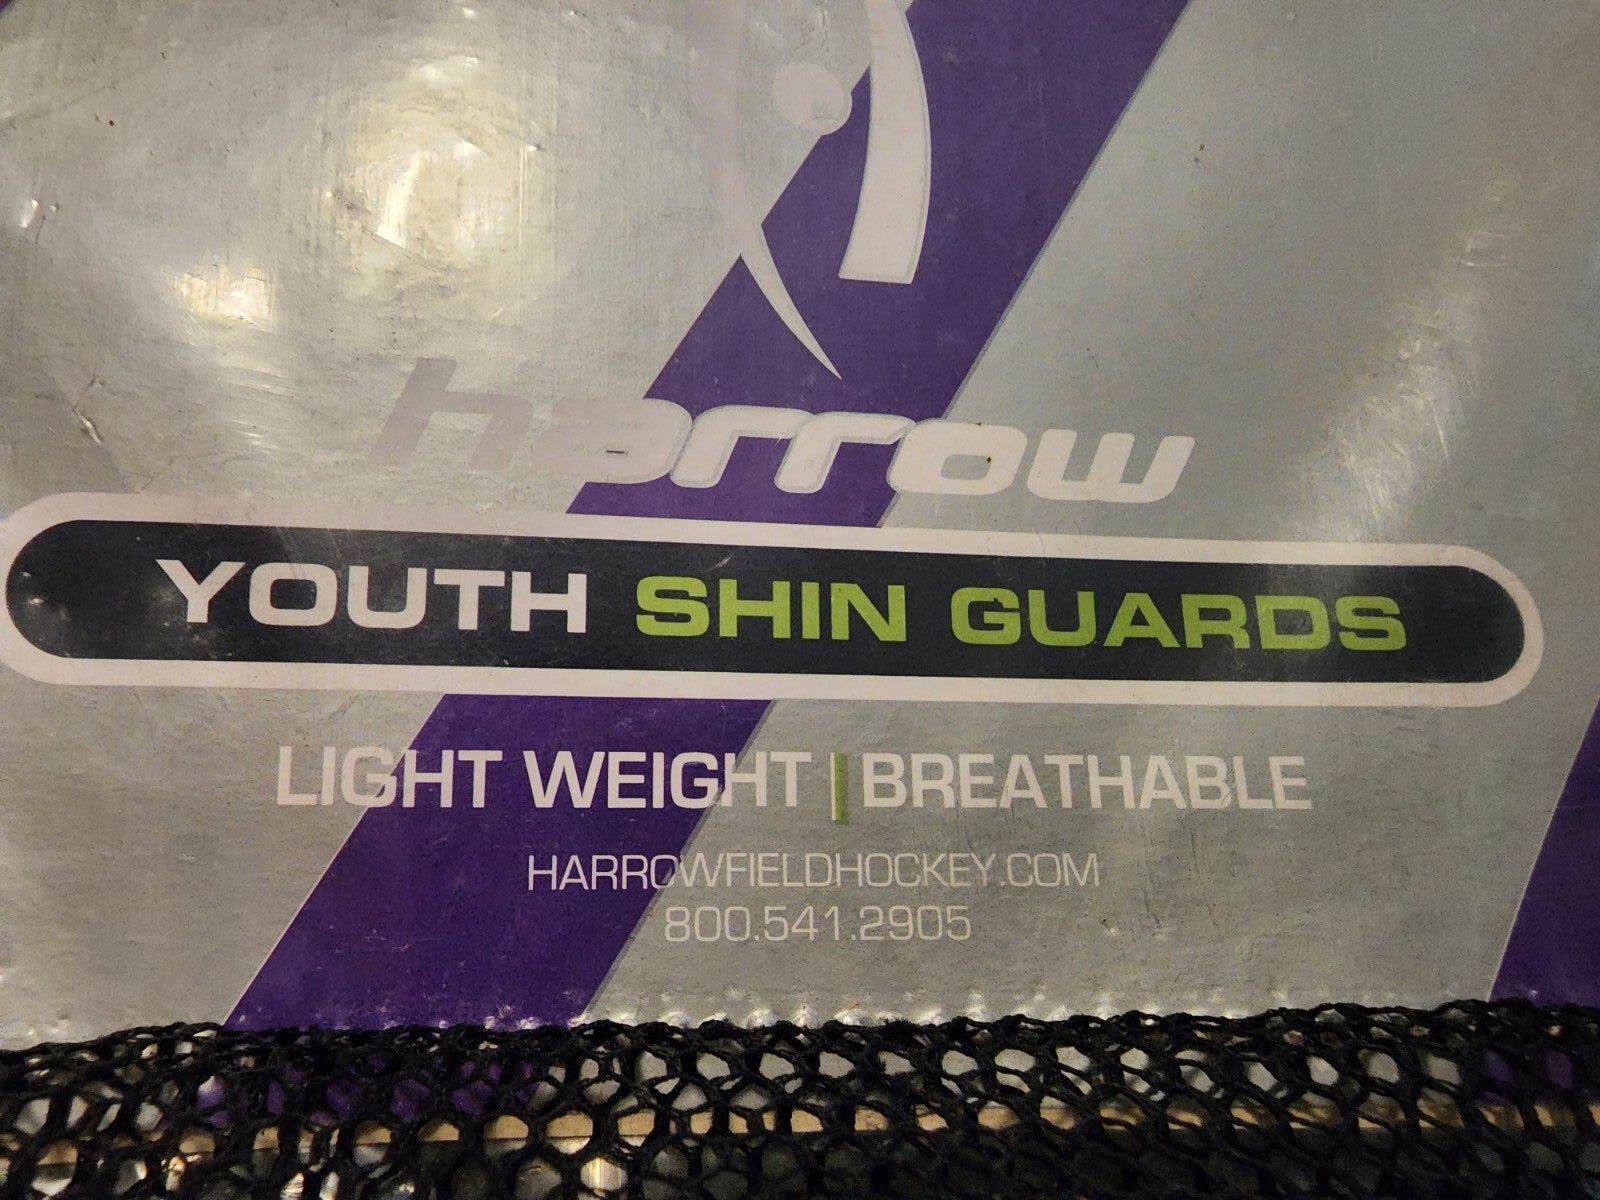 harrow
YOUTH SHIN GUARDS
LIGHT WEIGHT | BREATHABLE
HARROWFIELDHOCKEY.COM
800.541.2905